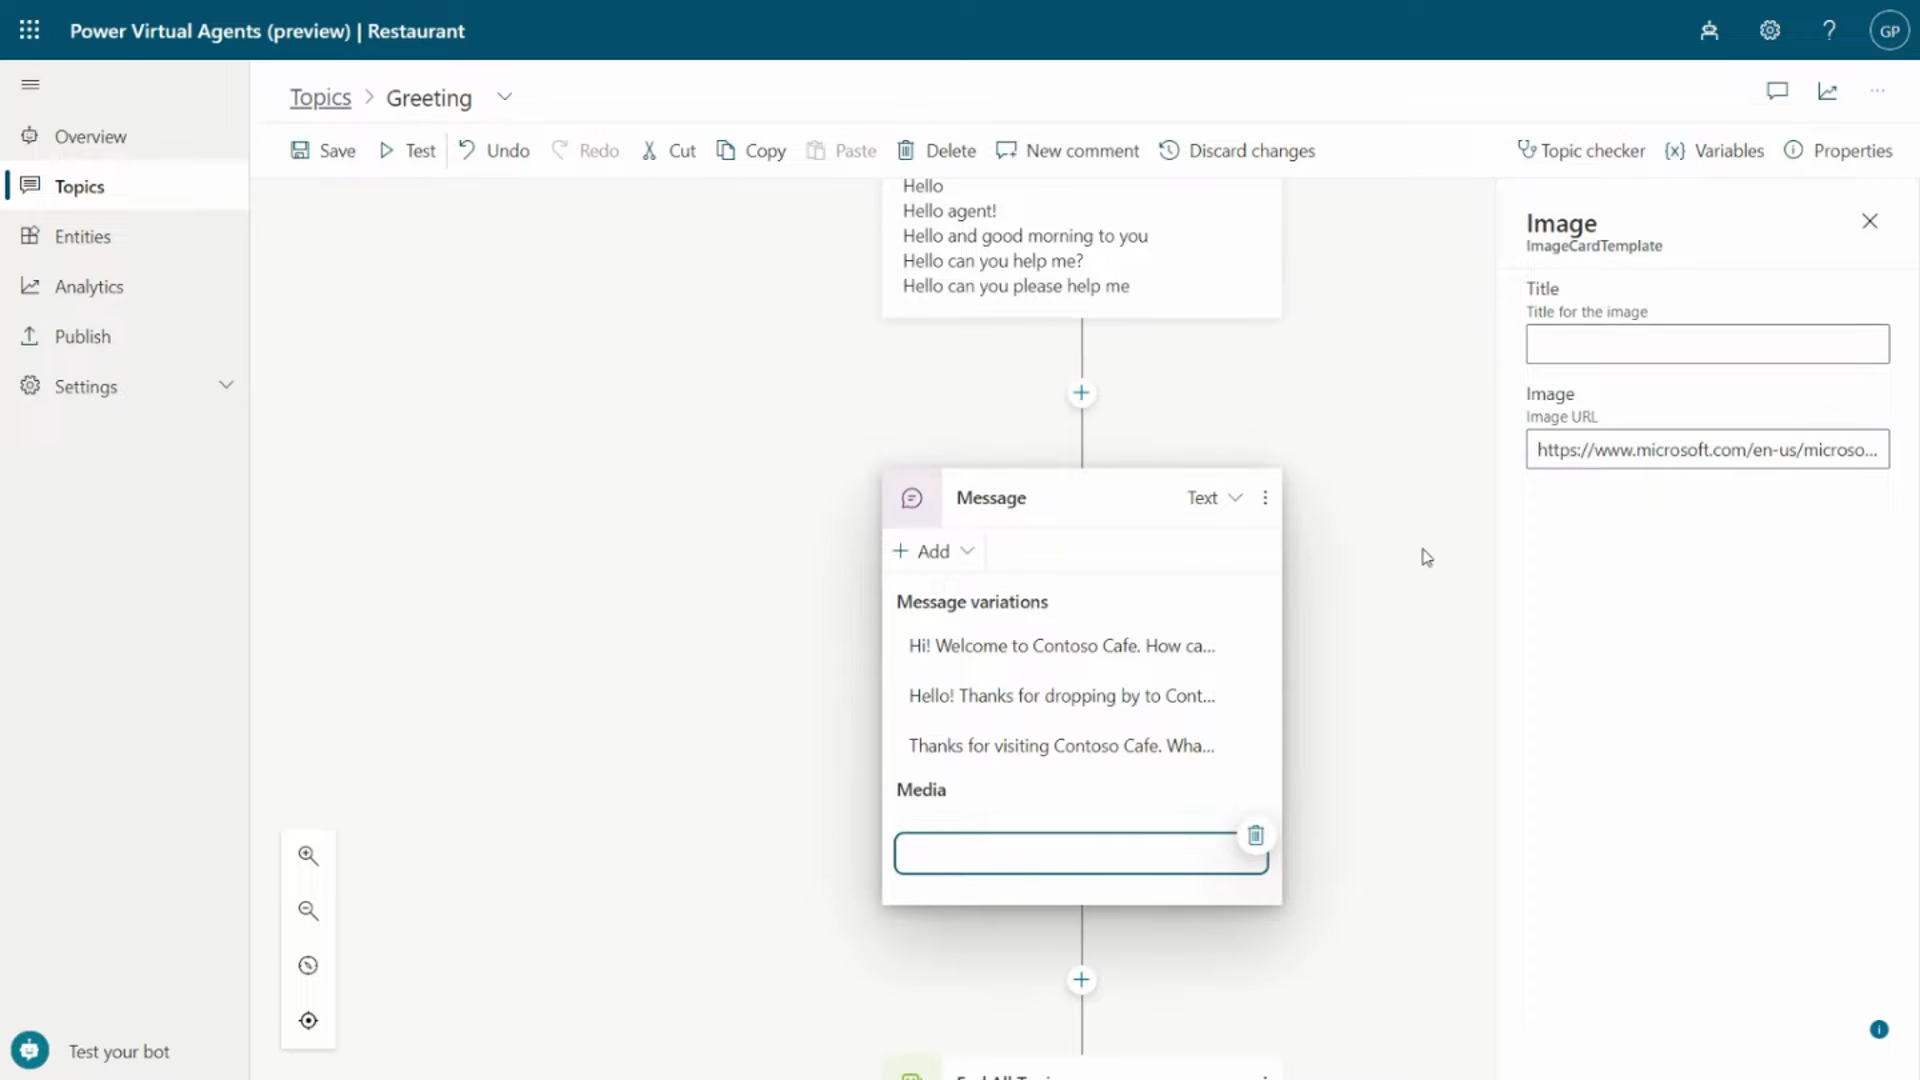 Power Virtual Agents (preview) | Restaurant
GP
Topics > Greeting
Overview
Topics
Entities
Analytics
Publish
Settings
Save Test Undo Redo Cut Copy Paste Delete New comment Discard changes Topic checker {x} Variables Properties
Hello
Hello agent!
Hello and good morning to you
Hello can you help me?
Hello can you please help me
Message Text
+ Add
Message variations
Hi! Welcome to Contoso Cafe. How ca...
Hello! Thanks for dropping by to Cont...
Thanks for visiting Contoso Cafe. Wha...
Media
Image
ImageCardTemplate
Title
Title for the image
Image
Image URL
https://www.microsoft.com/en-us/microso...
Test your bot